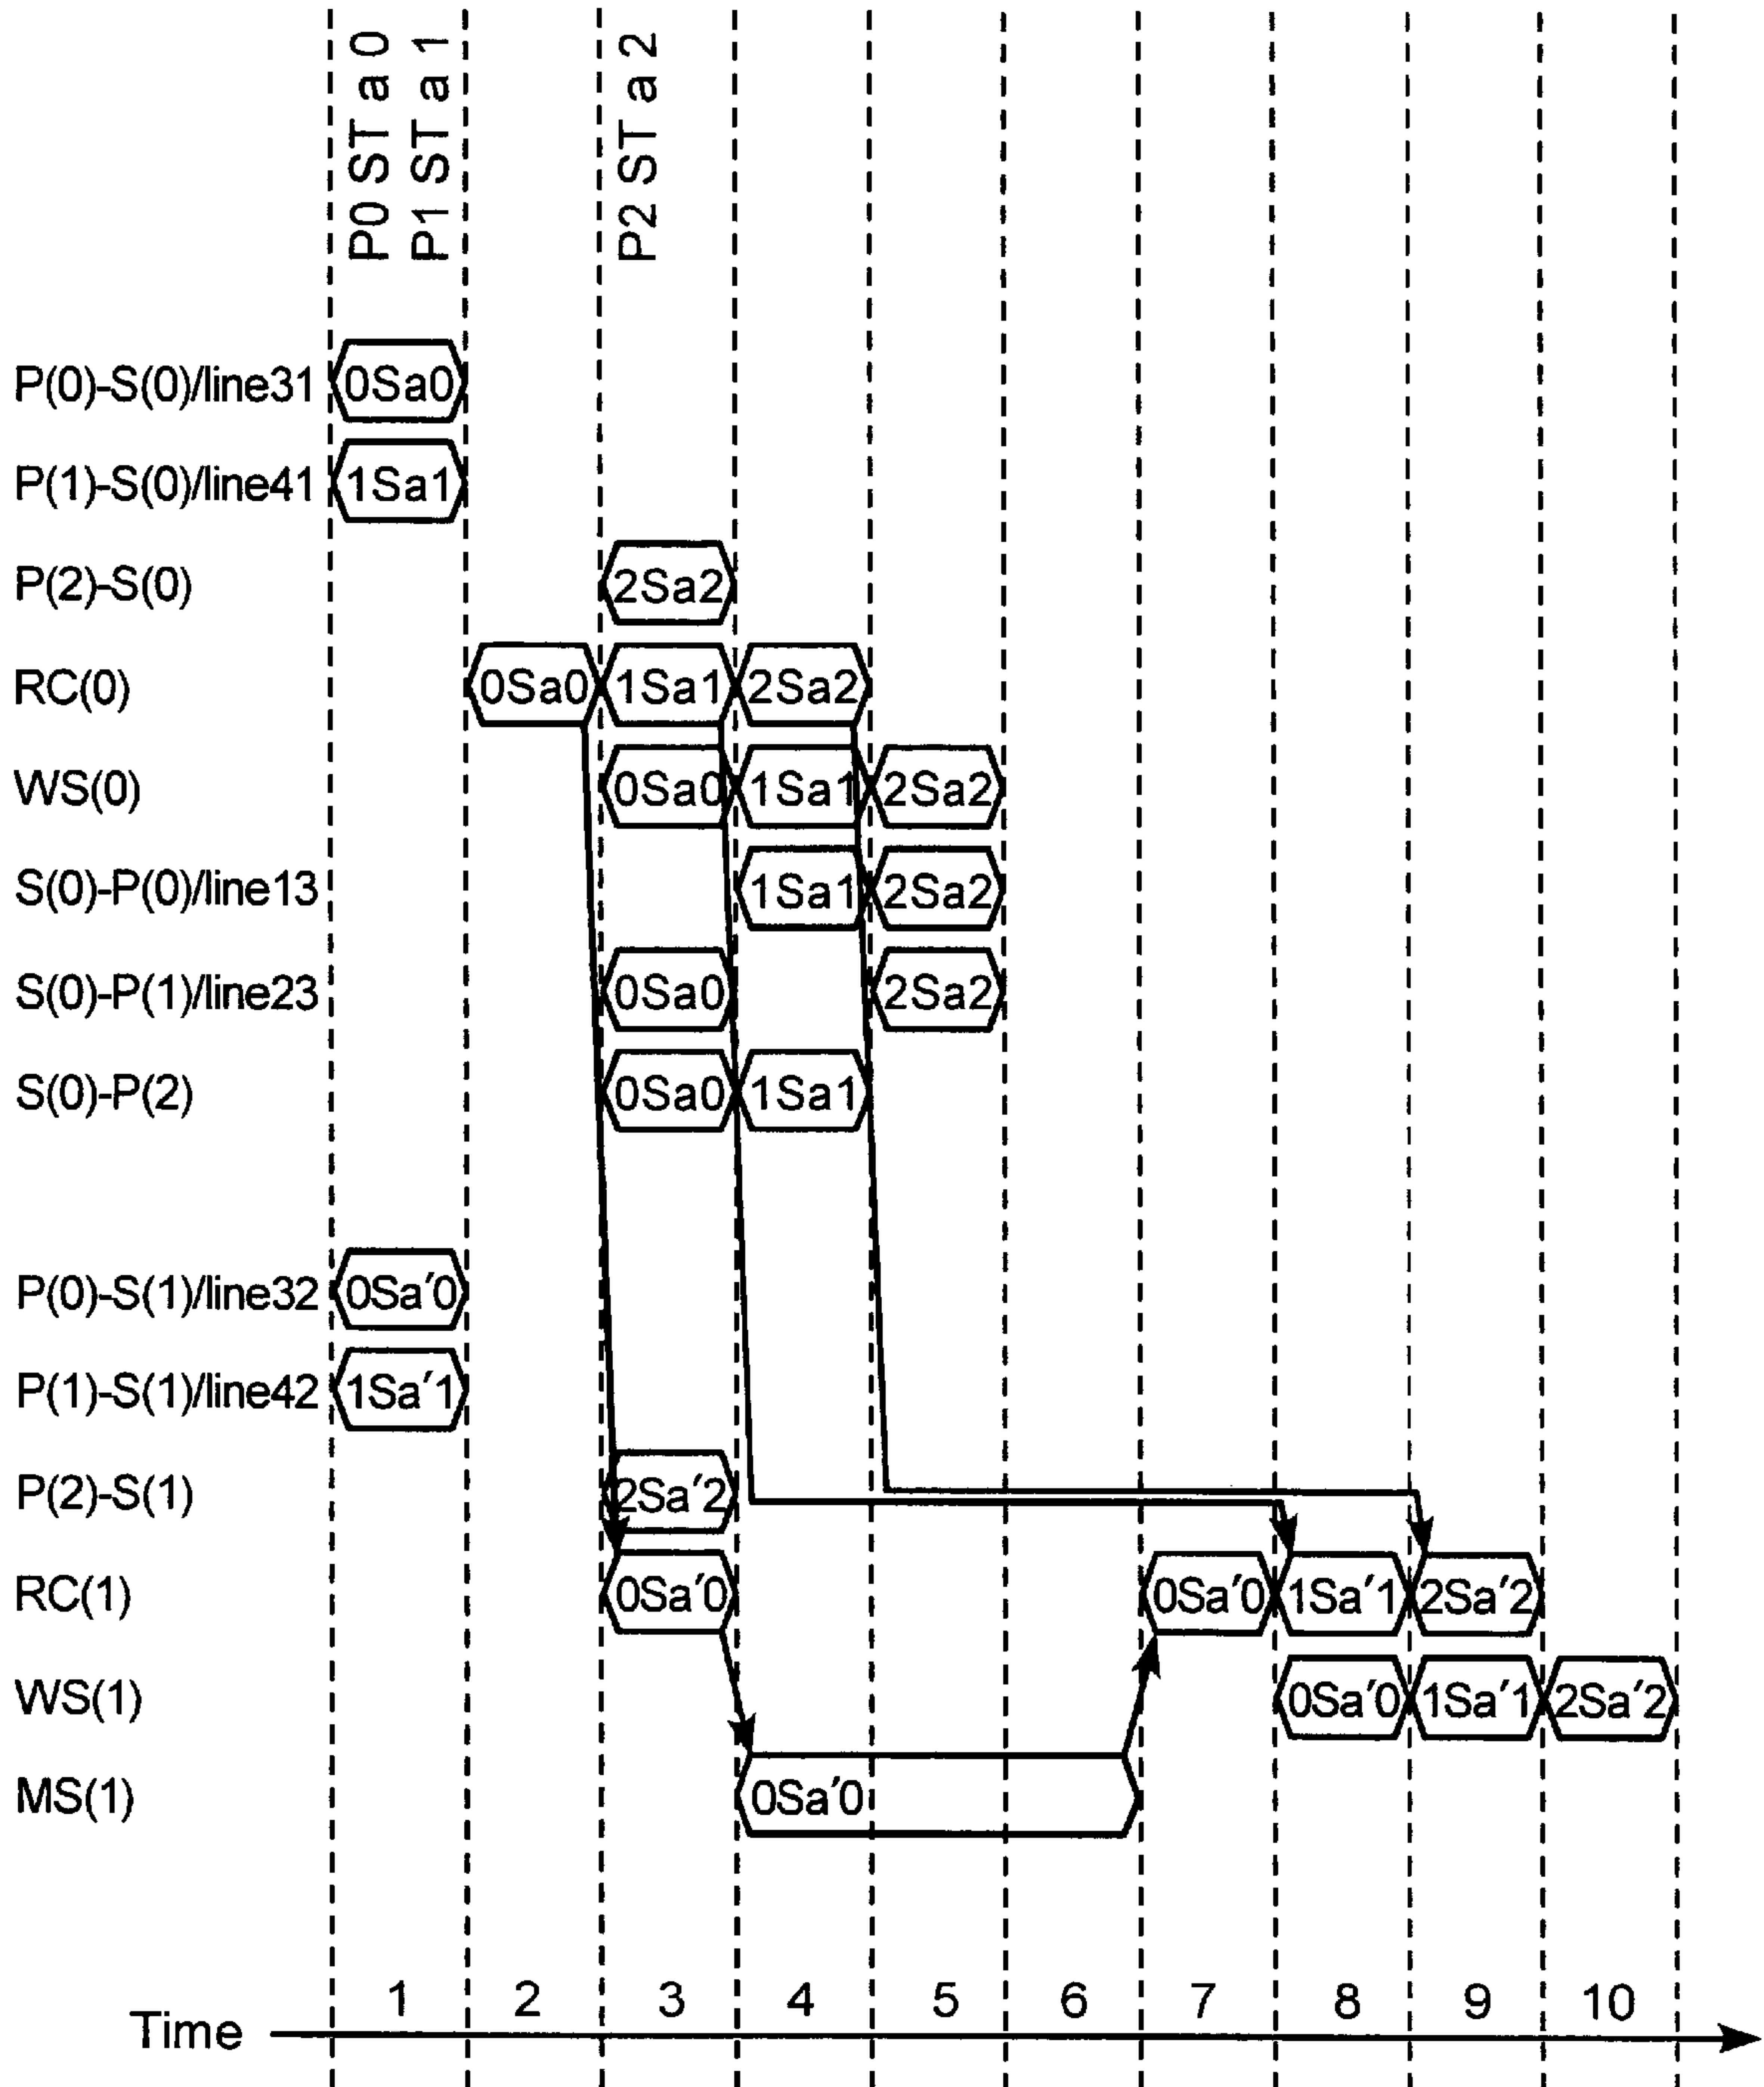 P0 ST a 0
P1 ST a 1
P2 ST a 2
P(0)-S(0)/line31 0Sa0
P(1)-S(0)/line41 1Sa1
P(2)-S(0) 2Sa2
RC(0) 0Sa0 1Sa1 2Sa2
WS(0) 0Sa0 1Sa1 2Sa2
S(0)-P(0)/line13 1Sa1 2Sa2
S(0)-P(1)/line23 0Sa0 2Sa2
S(0)-P(2) 0Sa0 1Sa1
P(0)-S(1)/line32 0Sa′0
P(1)-S(1)/line42 1Sa′1
P(2)-S(1) 2Sa′2
RC(1) 0Sa′0 0Sa′0 1Sa′1 2Sa′2
WS(1) 0Sa′0 1Sa′1 2Sa′2
MS(1) 0Sa′0
1 2 3 4 5 6 7 8 9 10
Time